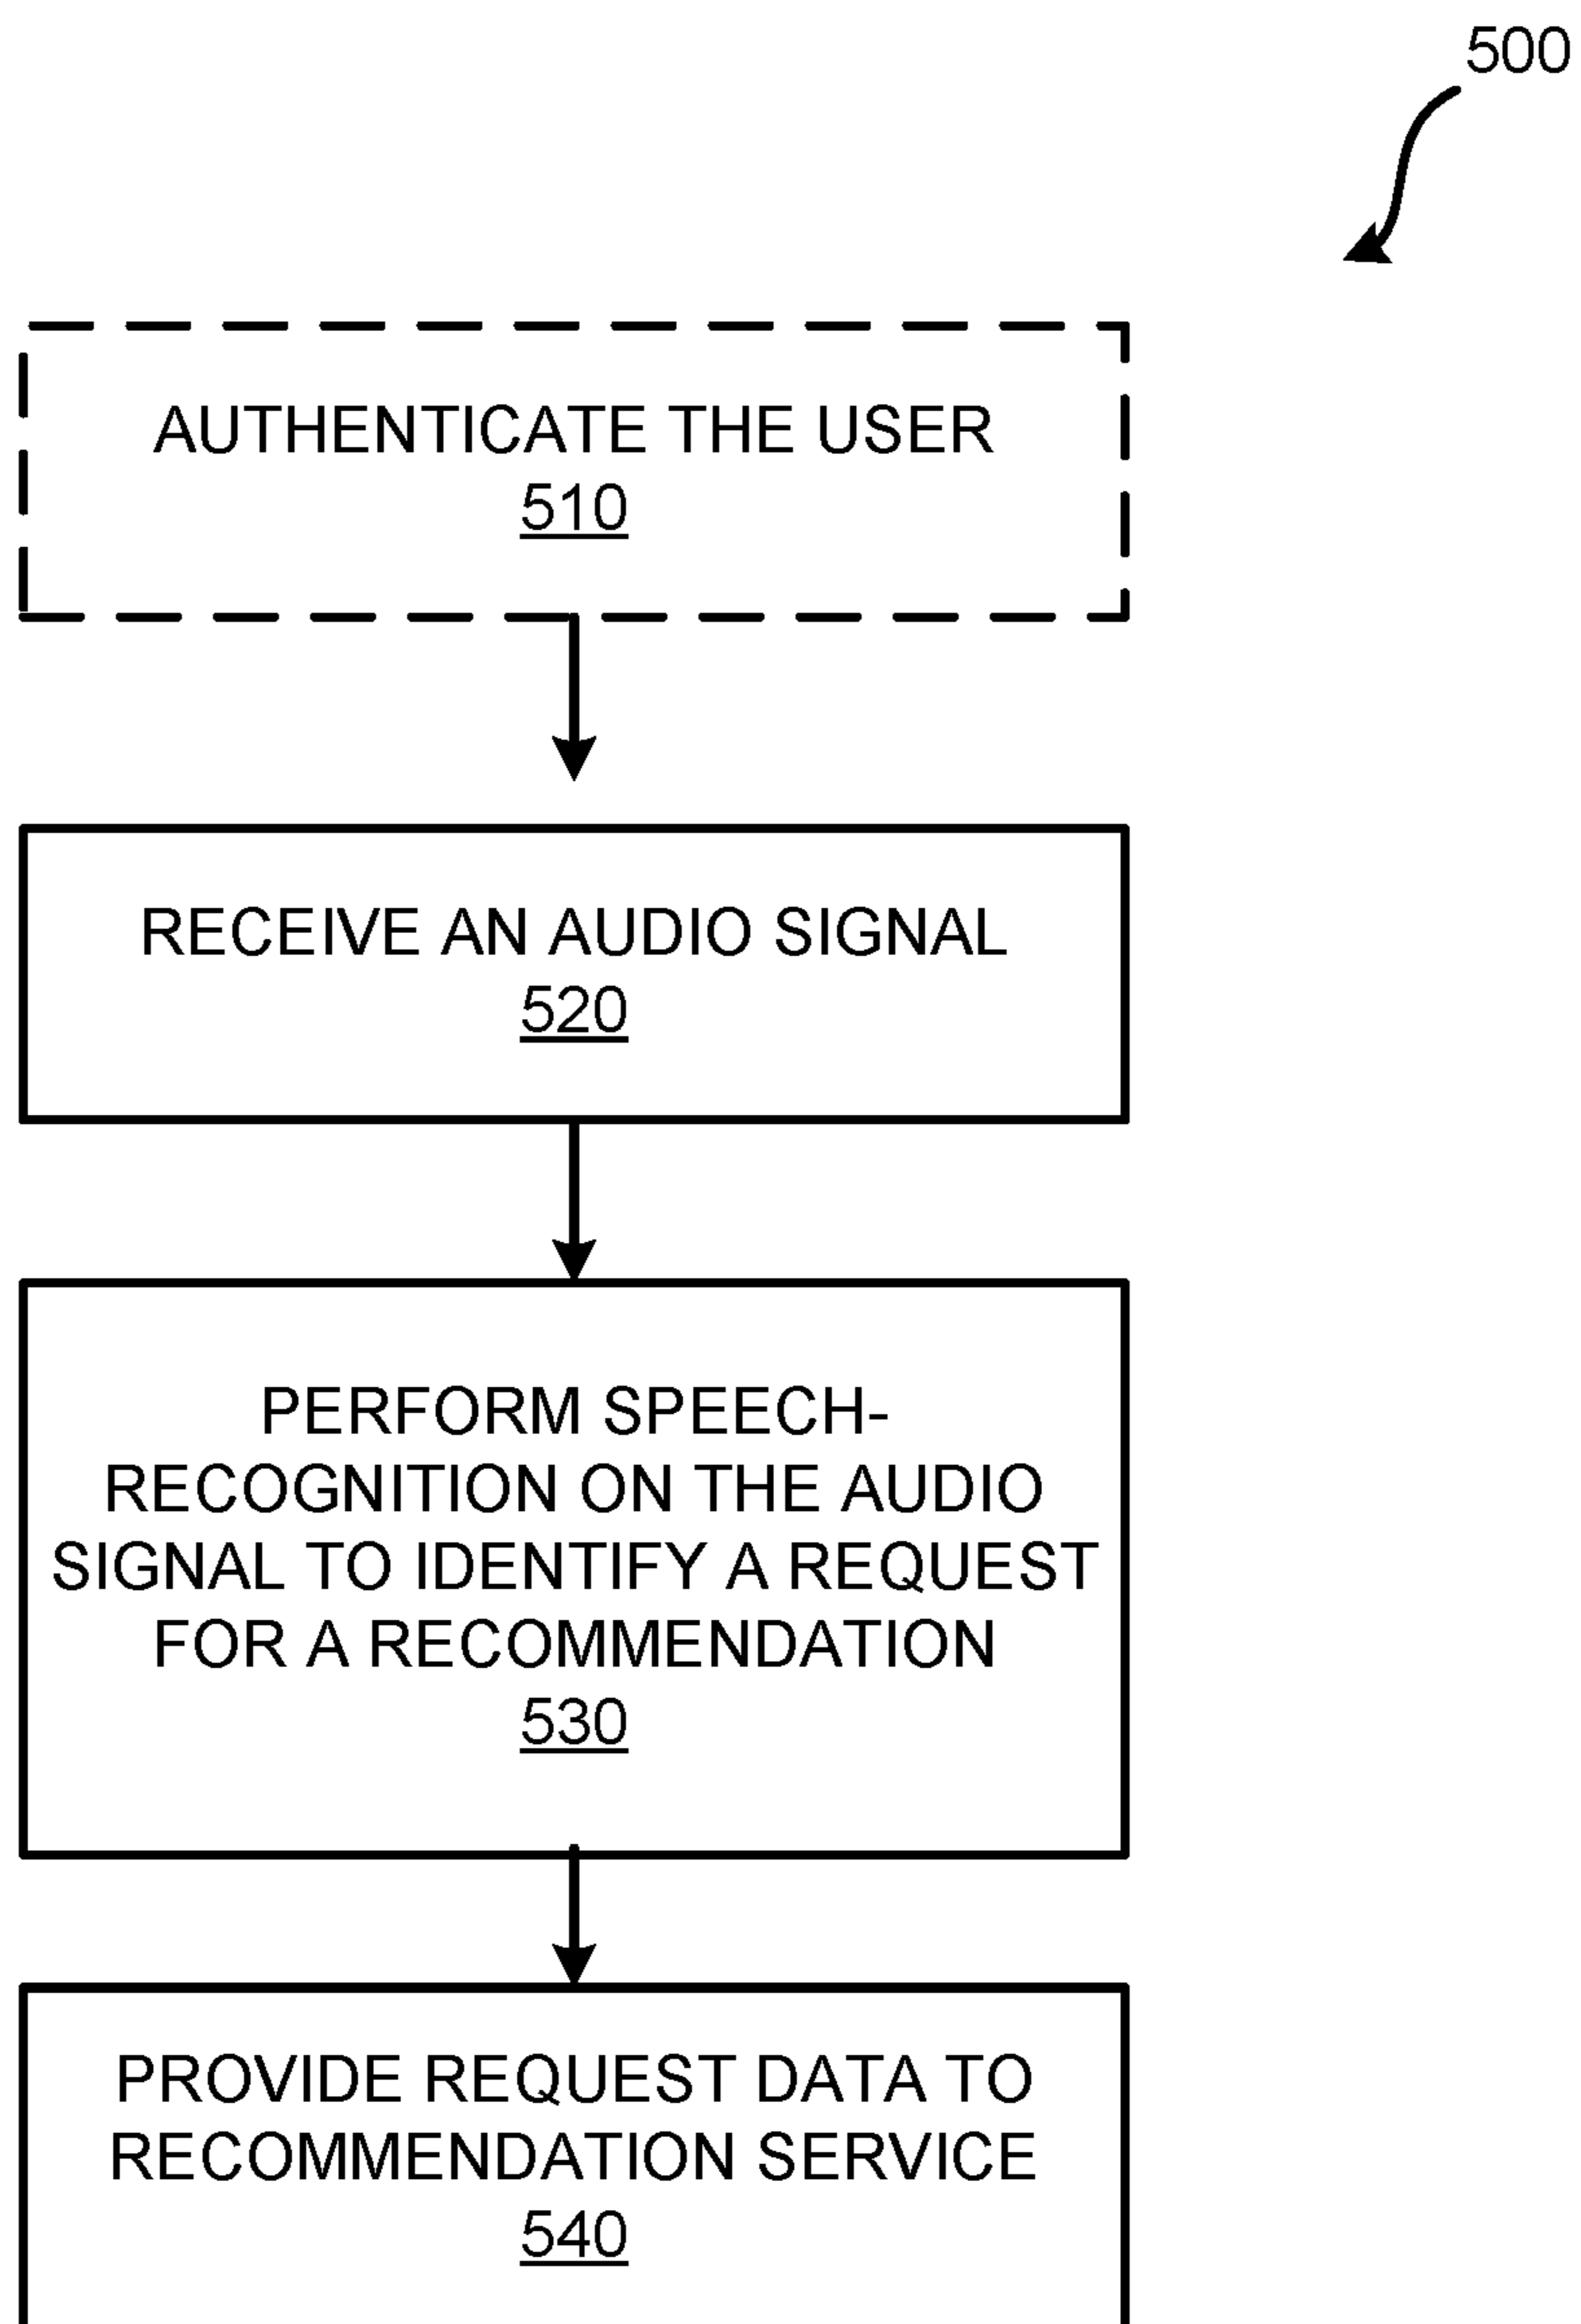 500
AUTHENTICATE THE USER
510
RECEIVE AN AUDIO SIGNAL
520
PERFORM SPEECH-
RECOGNITION ON THE AUDIO
SIGNAL TO IDENTIFY A REQUEST
FOR A RECOMMENDATION
530
PROVIDE REQUEST DATA TO
RECOMMENDATION SERVICE
540